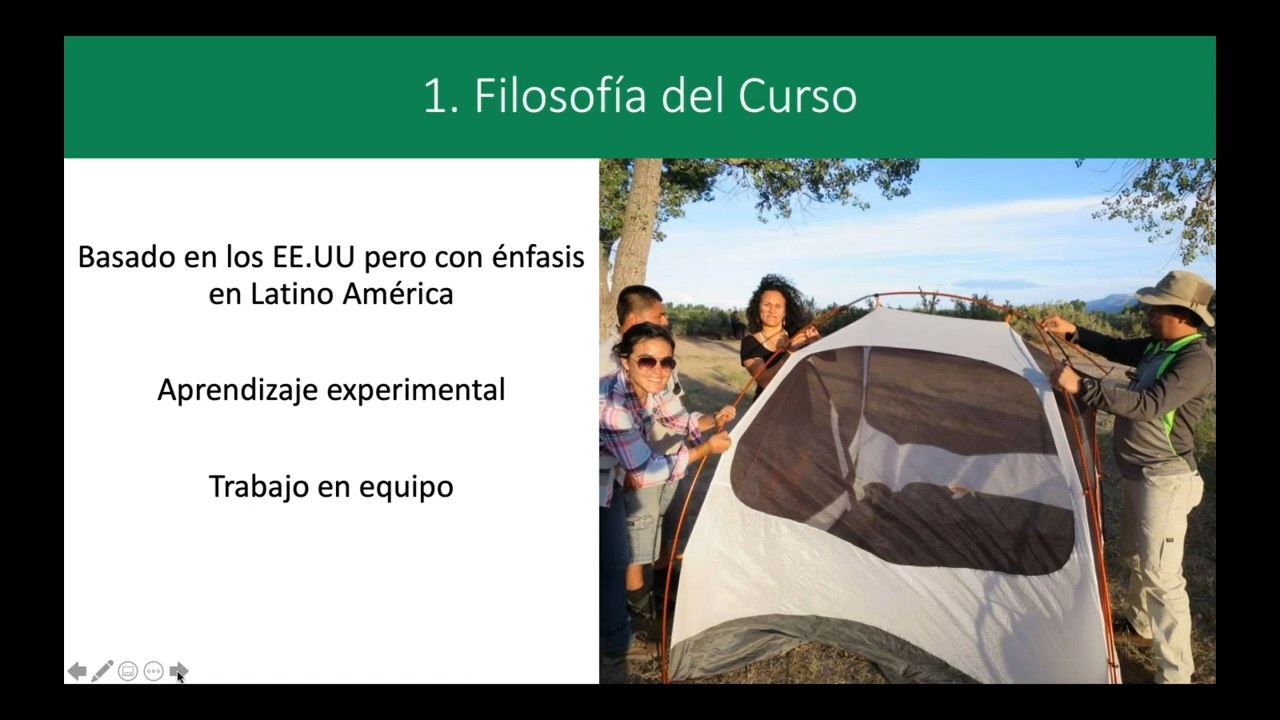 1. Filosofía del Curso
Basado en los EE.UU pero con énfasis
en Latino América
Aprendizaje experimental
Trabajo en equipo